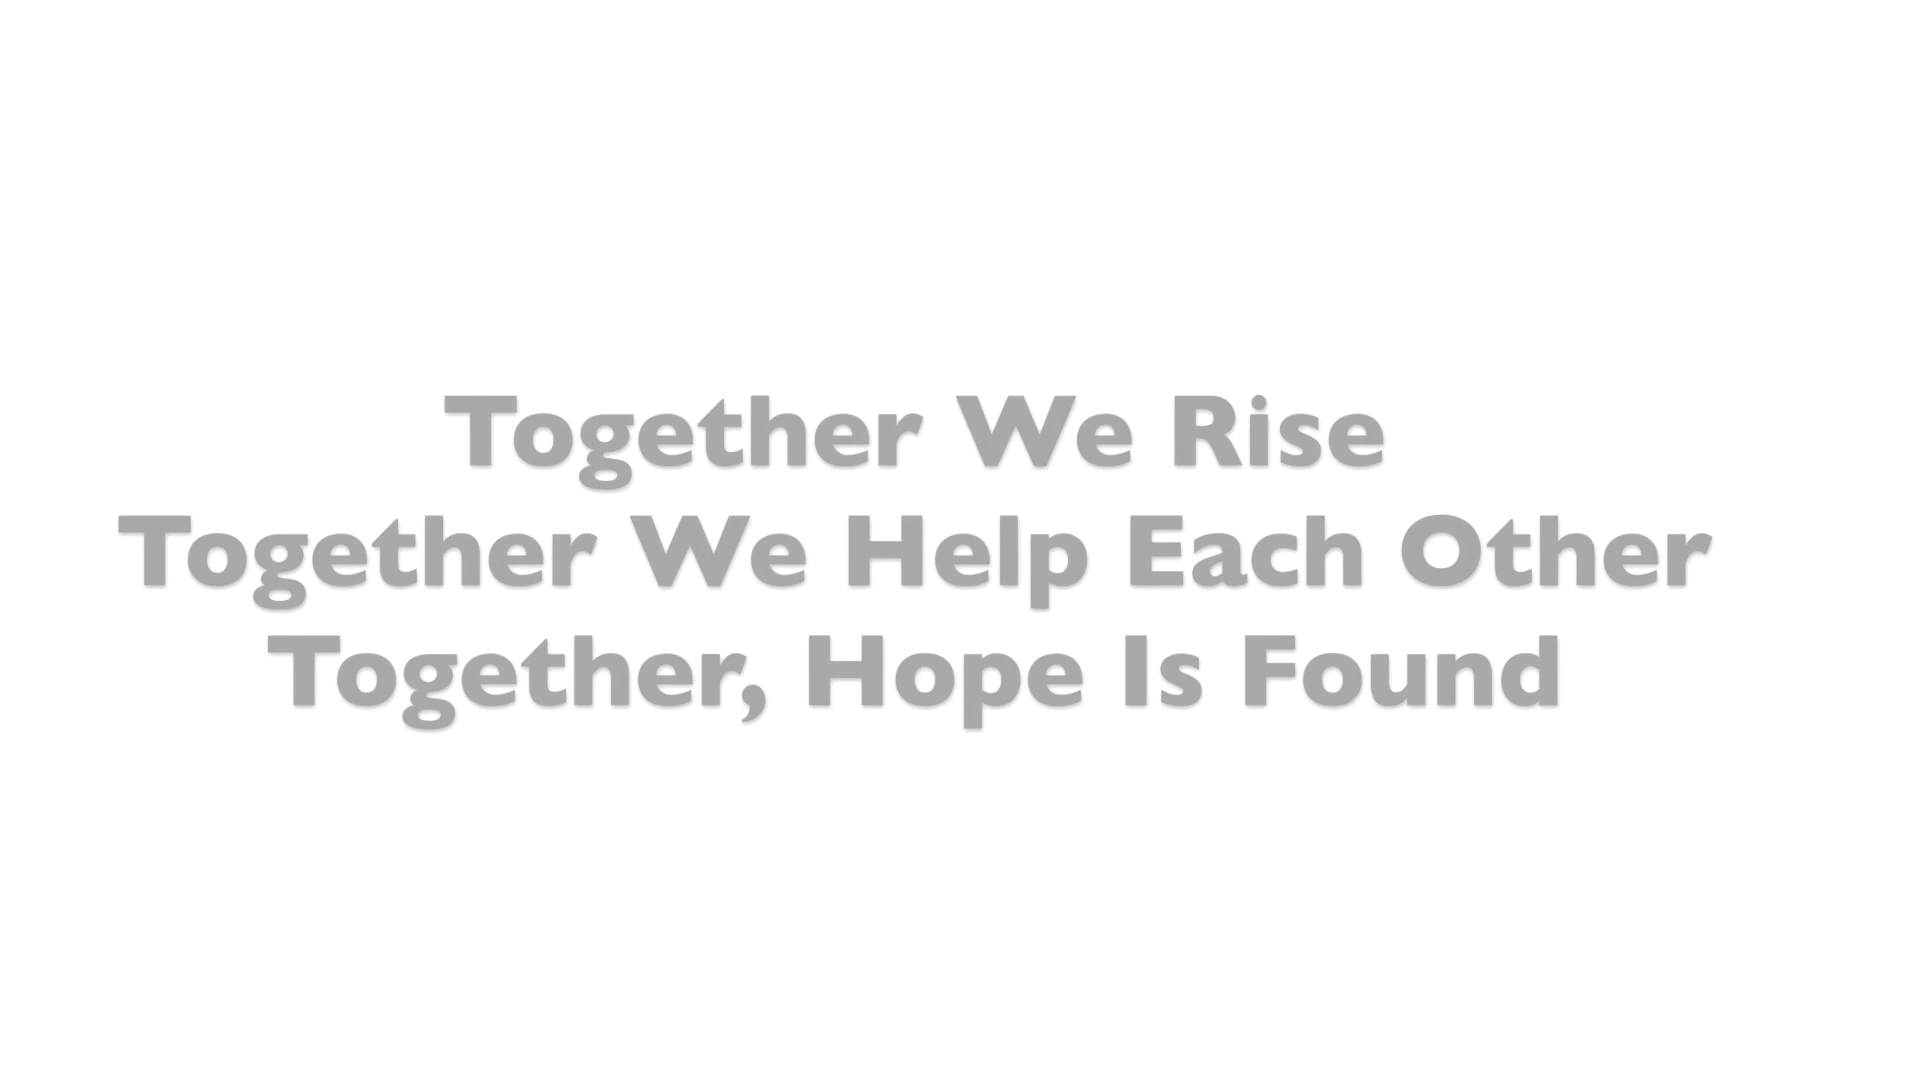 Together We Rise
Together We Help Each Other
Together, Hope Is Found